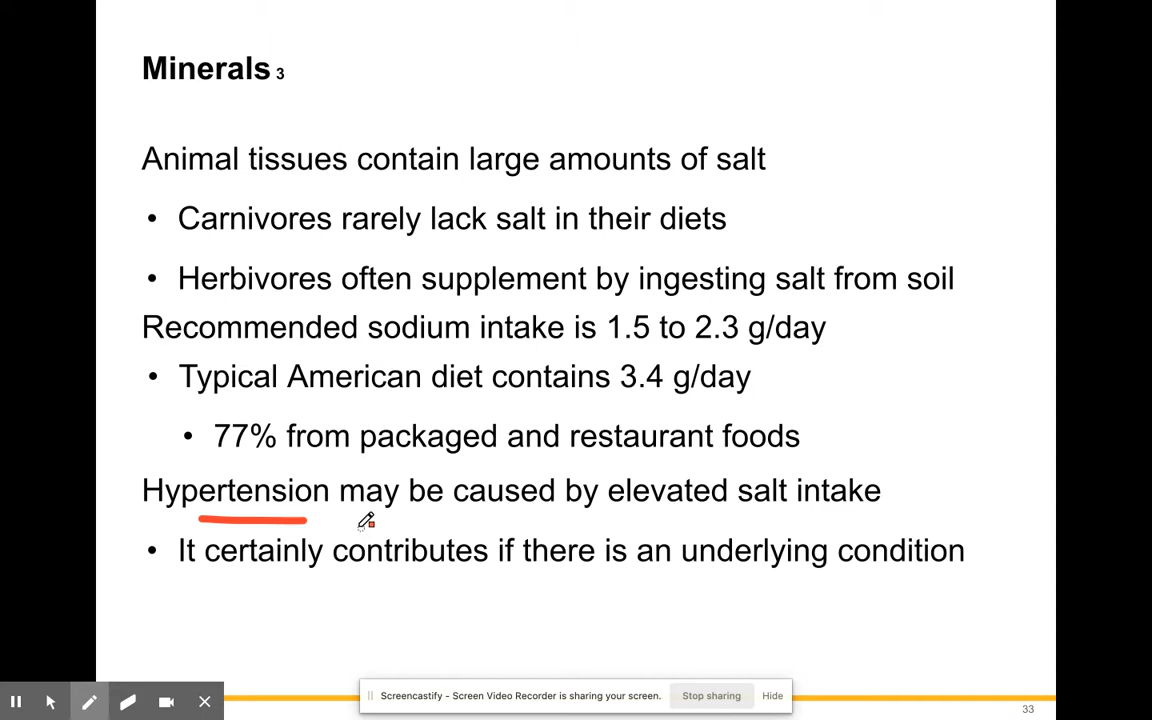 Minerals 3
Animal tissues contain large amounts of salt
• Carnivores rarely lack salt in their diets
• Herbivores often supplement by ingesting salt from soil
Recommended sodium intake is 1.5 to 2.3 g/day
• Typical American diet contains 3.4 g/day
• 77% from packaged and restaurant foods
Hypertension may be caused by elevated salt intake
• It certainly contributes if there is an underlying condition
Screencastify - Screen Video Recorder is sharing your screen. Stop sharing Hide
33